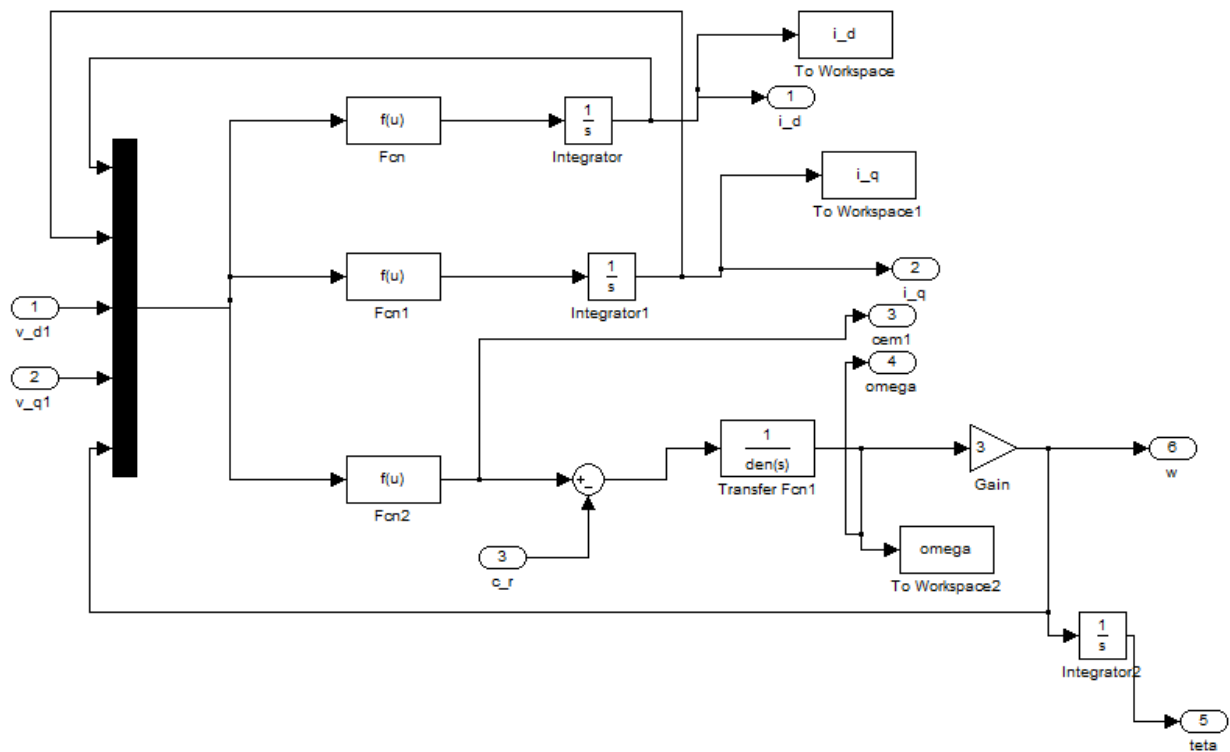 i_d
To Workspace
1
i_d
f(u)
Fcn
1
s
Integrator
i_q
To Workspace1
2
i_q
f(u)
Fcn1
1
s
Integrator1
1
v_d1
3
cem1
4
omega
2
v_q1
f(u)
Fcn2
1
den(s)
Transfer Fcn1
3
Gain
6
w
3
c_r
omega
To Workspace2
1
s
Integrator2
5
teta